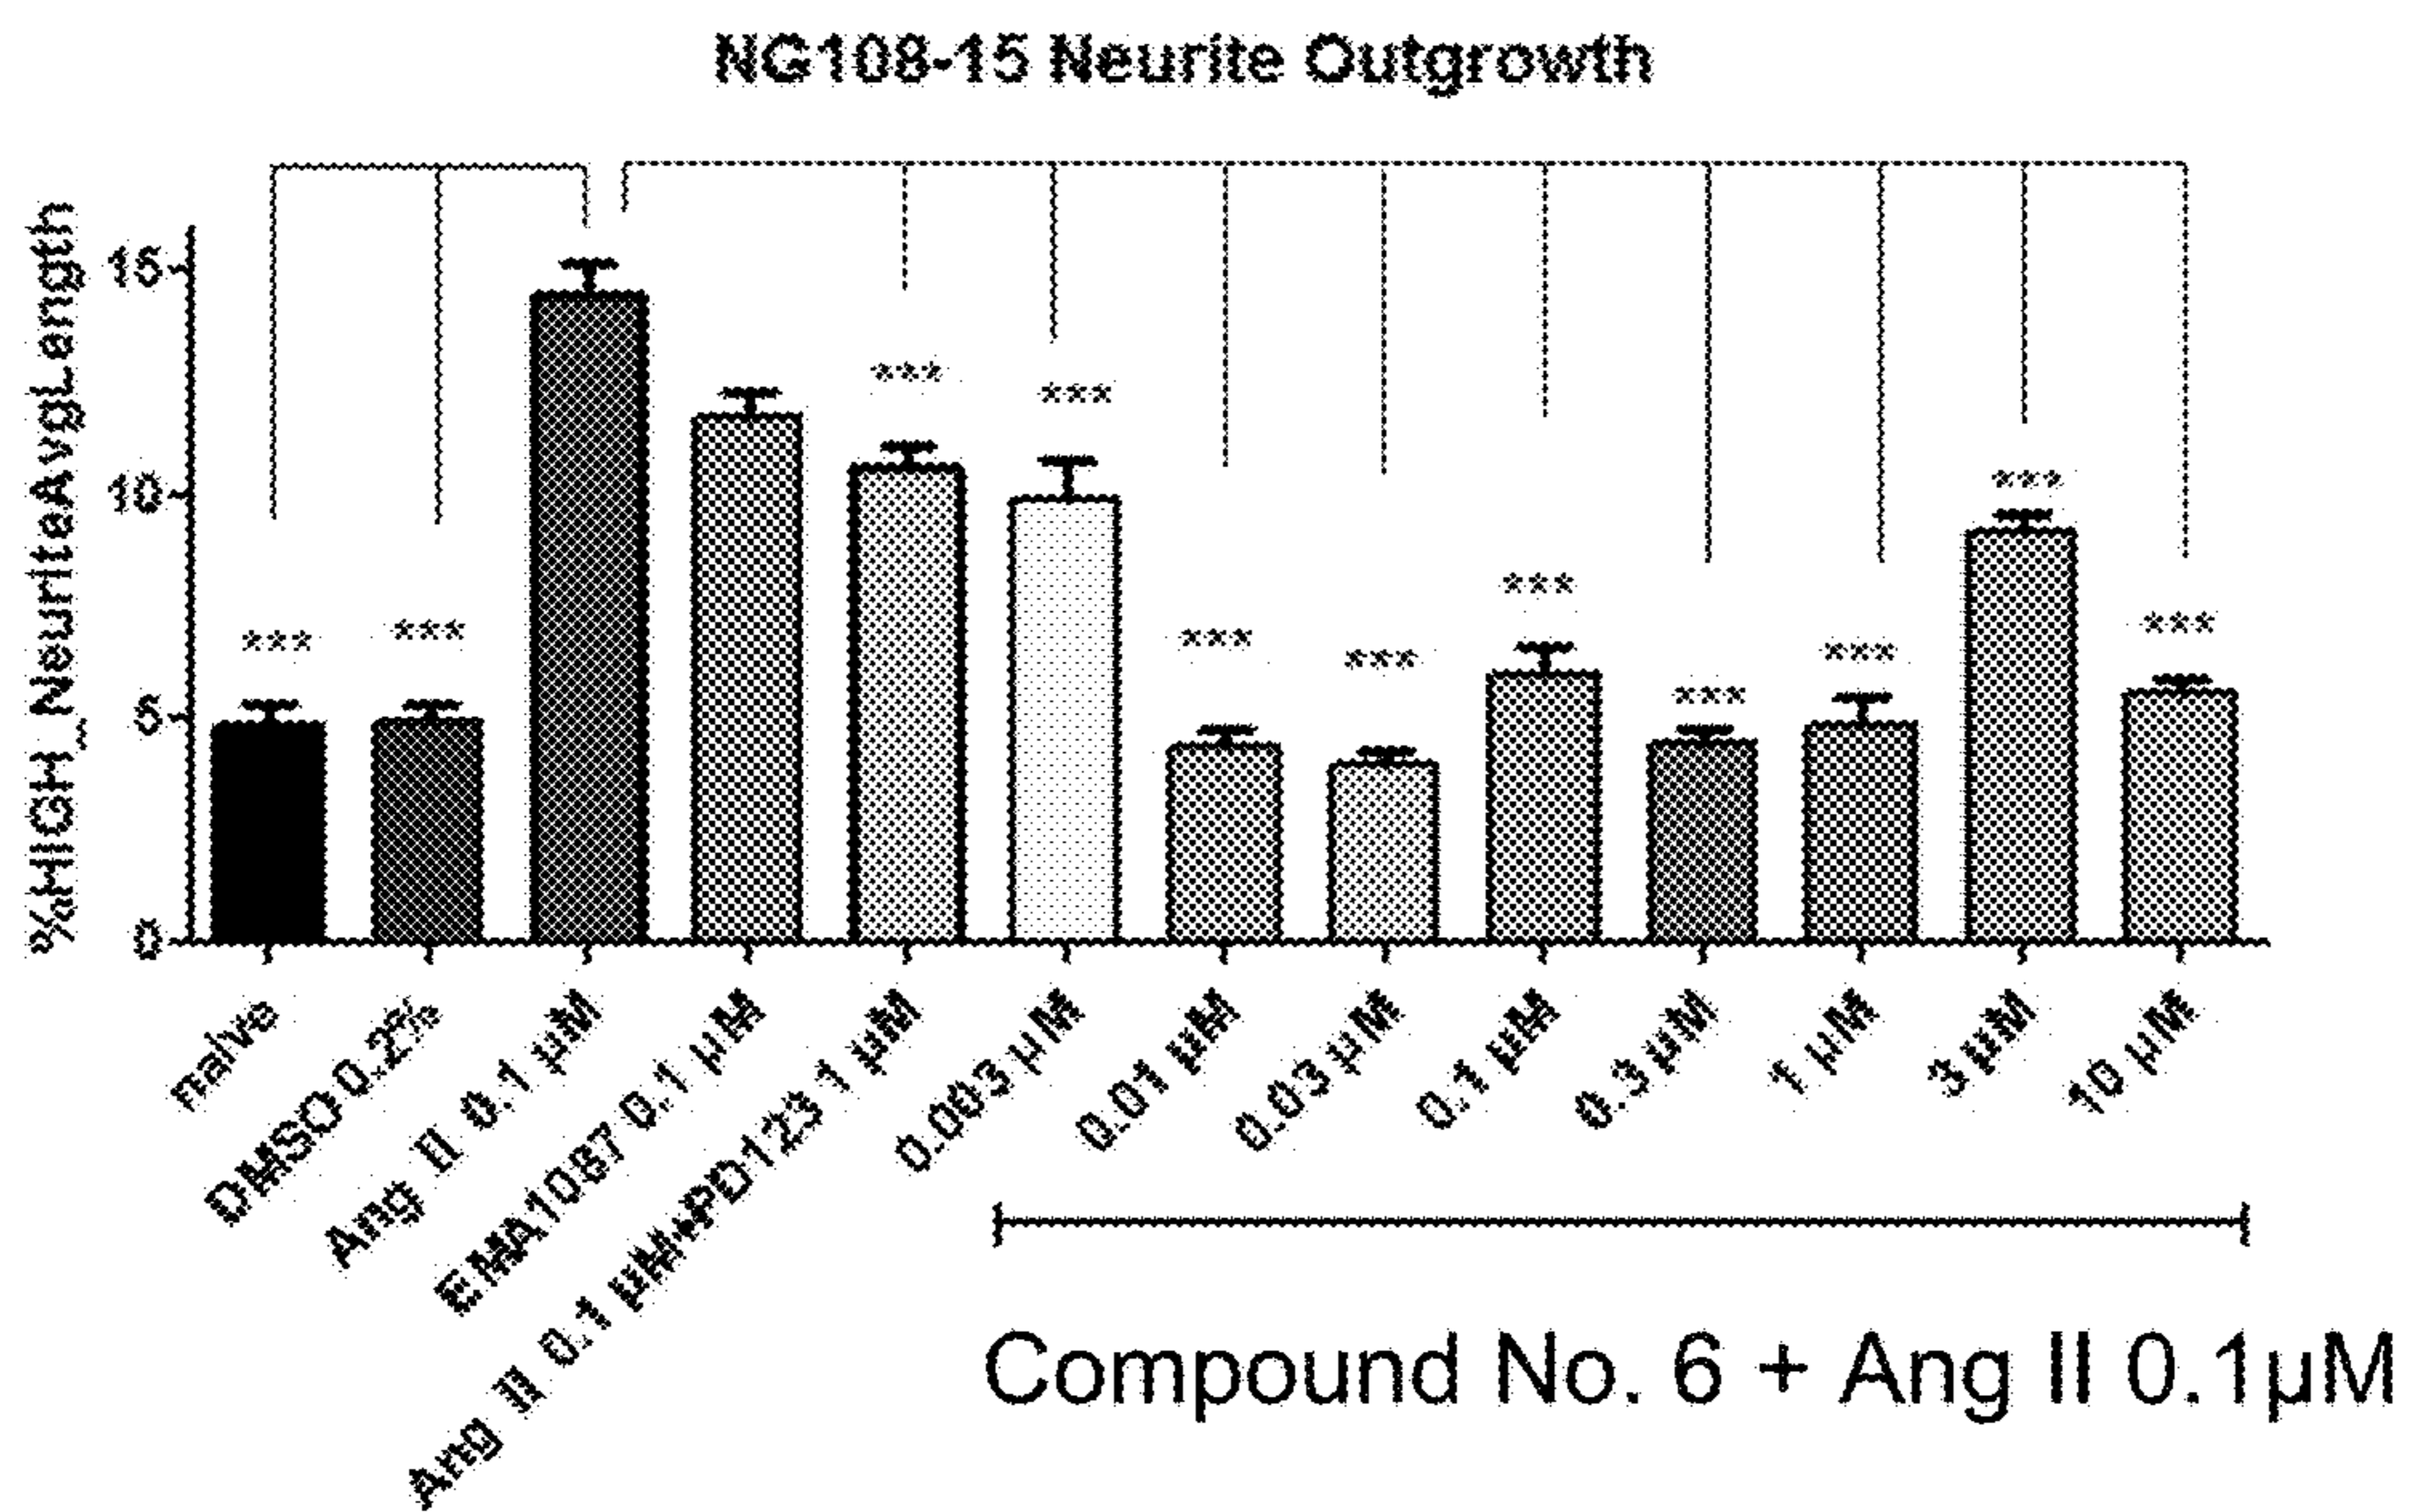 NG108-15 Neurite Outgrowth
%HIGH_NeuriteAvgLength
15
10
5
0
***
***
***
***
***
***
***
***
***
***
***
naive
DMSO 0.2%
Ang II 0.1 µM
EMA1087 0.1 µM
Ang II 0.1 µM+PD123 1 µM
0.003 µM
0.01 µM
0.03 µM
0.1 µM
0.3 µM
1 µM
3 µM
10 µM
Compound No. 6 + Ang II 0.1µM